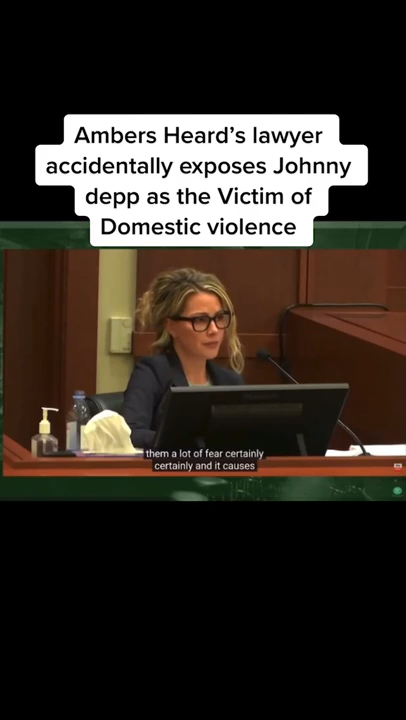 Ambers Heard’s lawyer
accidentally exposes Johnny
depp as the Victim of
Domestic violence
them a lot of fear certainly
certainly and it causes